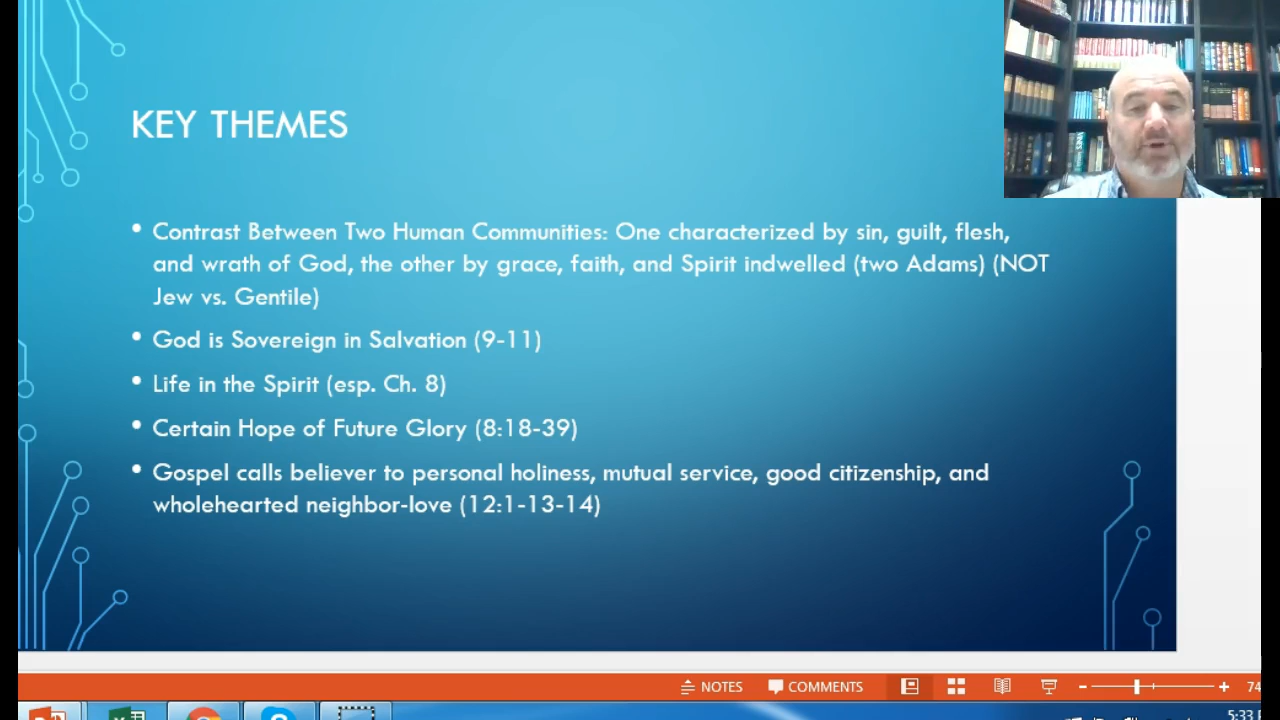 KEY THEMES
• Contrast Between Two Human Communities: One characterized by sin, guilt, flesh,
and wrath of God, the other by grace, faith, and Spirit indwelled (two Adams) (NOT
Jew vs. Gentile)
• God is Sovereign in Salvation (9-11)
• Life in the Spirit (esp. Ch. 8)
• Certain Hope of Future Glory (8:18-39)
• Gospel calls believer to personal holiness, mutual service, good citizenship, and
wholehearted neighbor-love (12:1-13-14)
NOTES COMMENTS 74
5:33